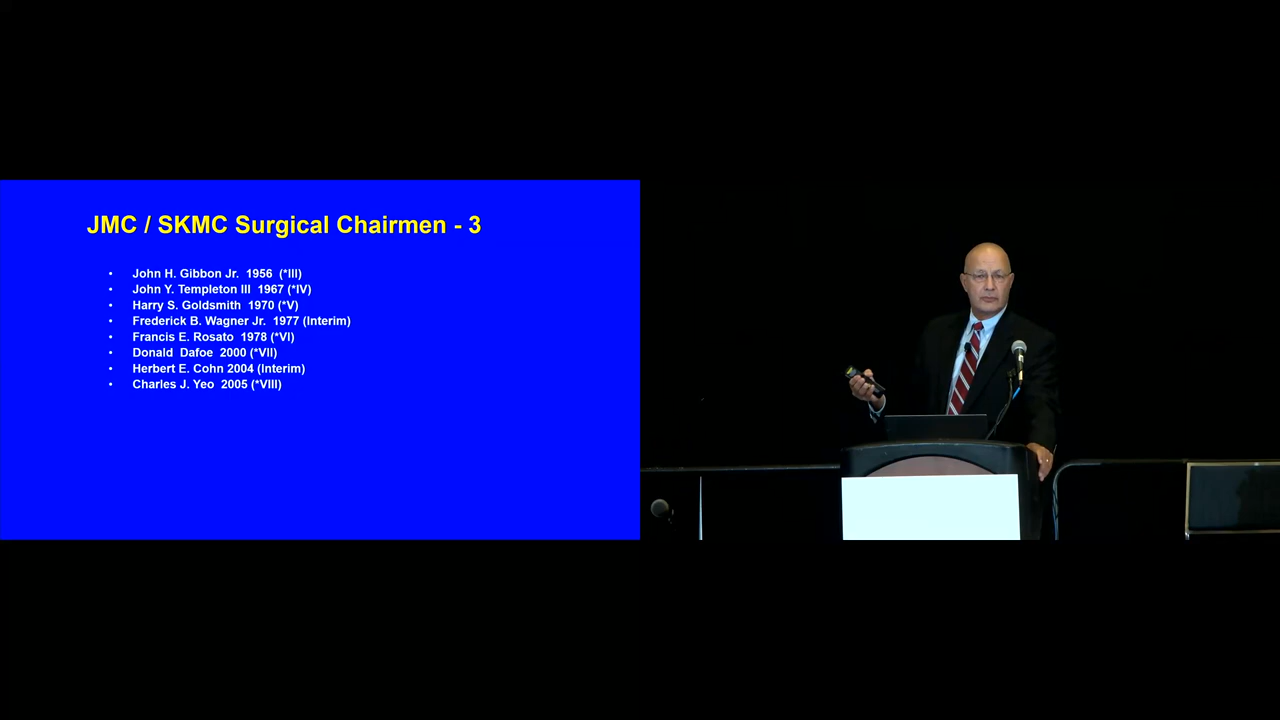 JMC / SKMC Surgical Chairmen - 3
• John H. Gibbon Jr. 1956 (*III)
• John Y. Templeton III 1967 (*IV)
• Harry S. Goldsmith 1970 (*V)
• Frederick B. Wagner Jr. 1977 (Interim)
• Francis E. Rosato 1978 (*VI)
• Donald Dafoe 2000 (*VII)
• Herbert E. Cohn 2004 (Interim)
• Charles J. Yeo 2005 (*VIII)